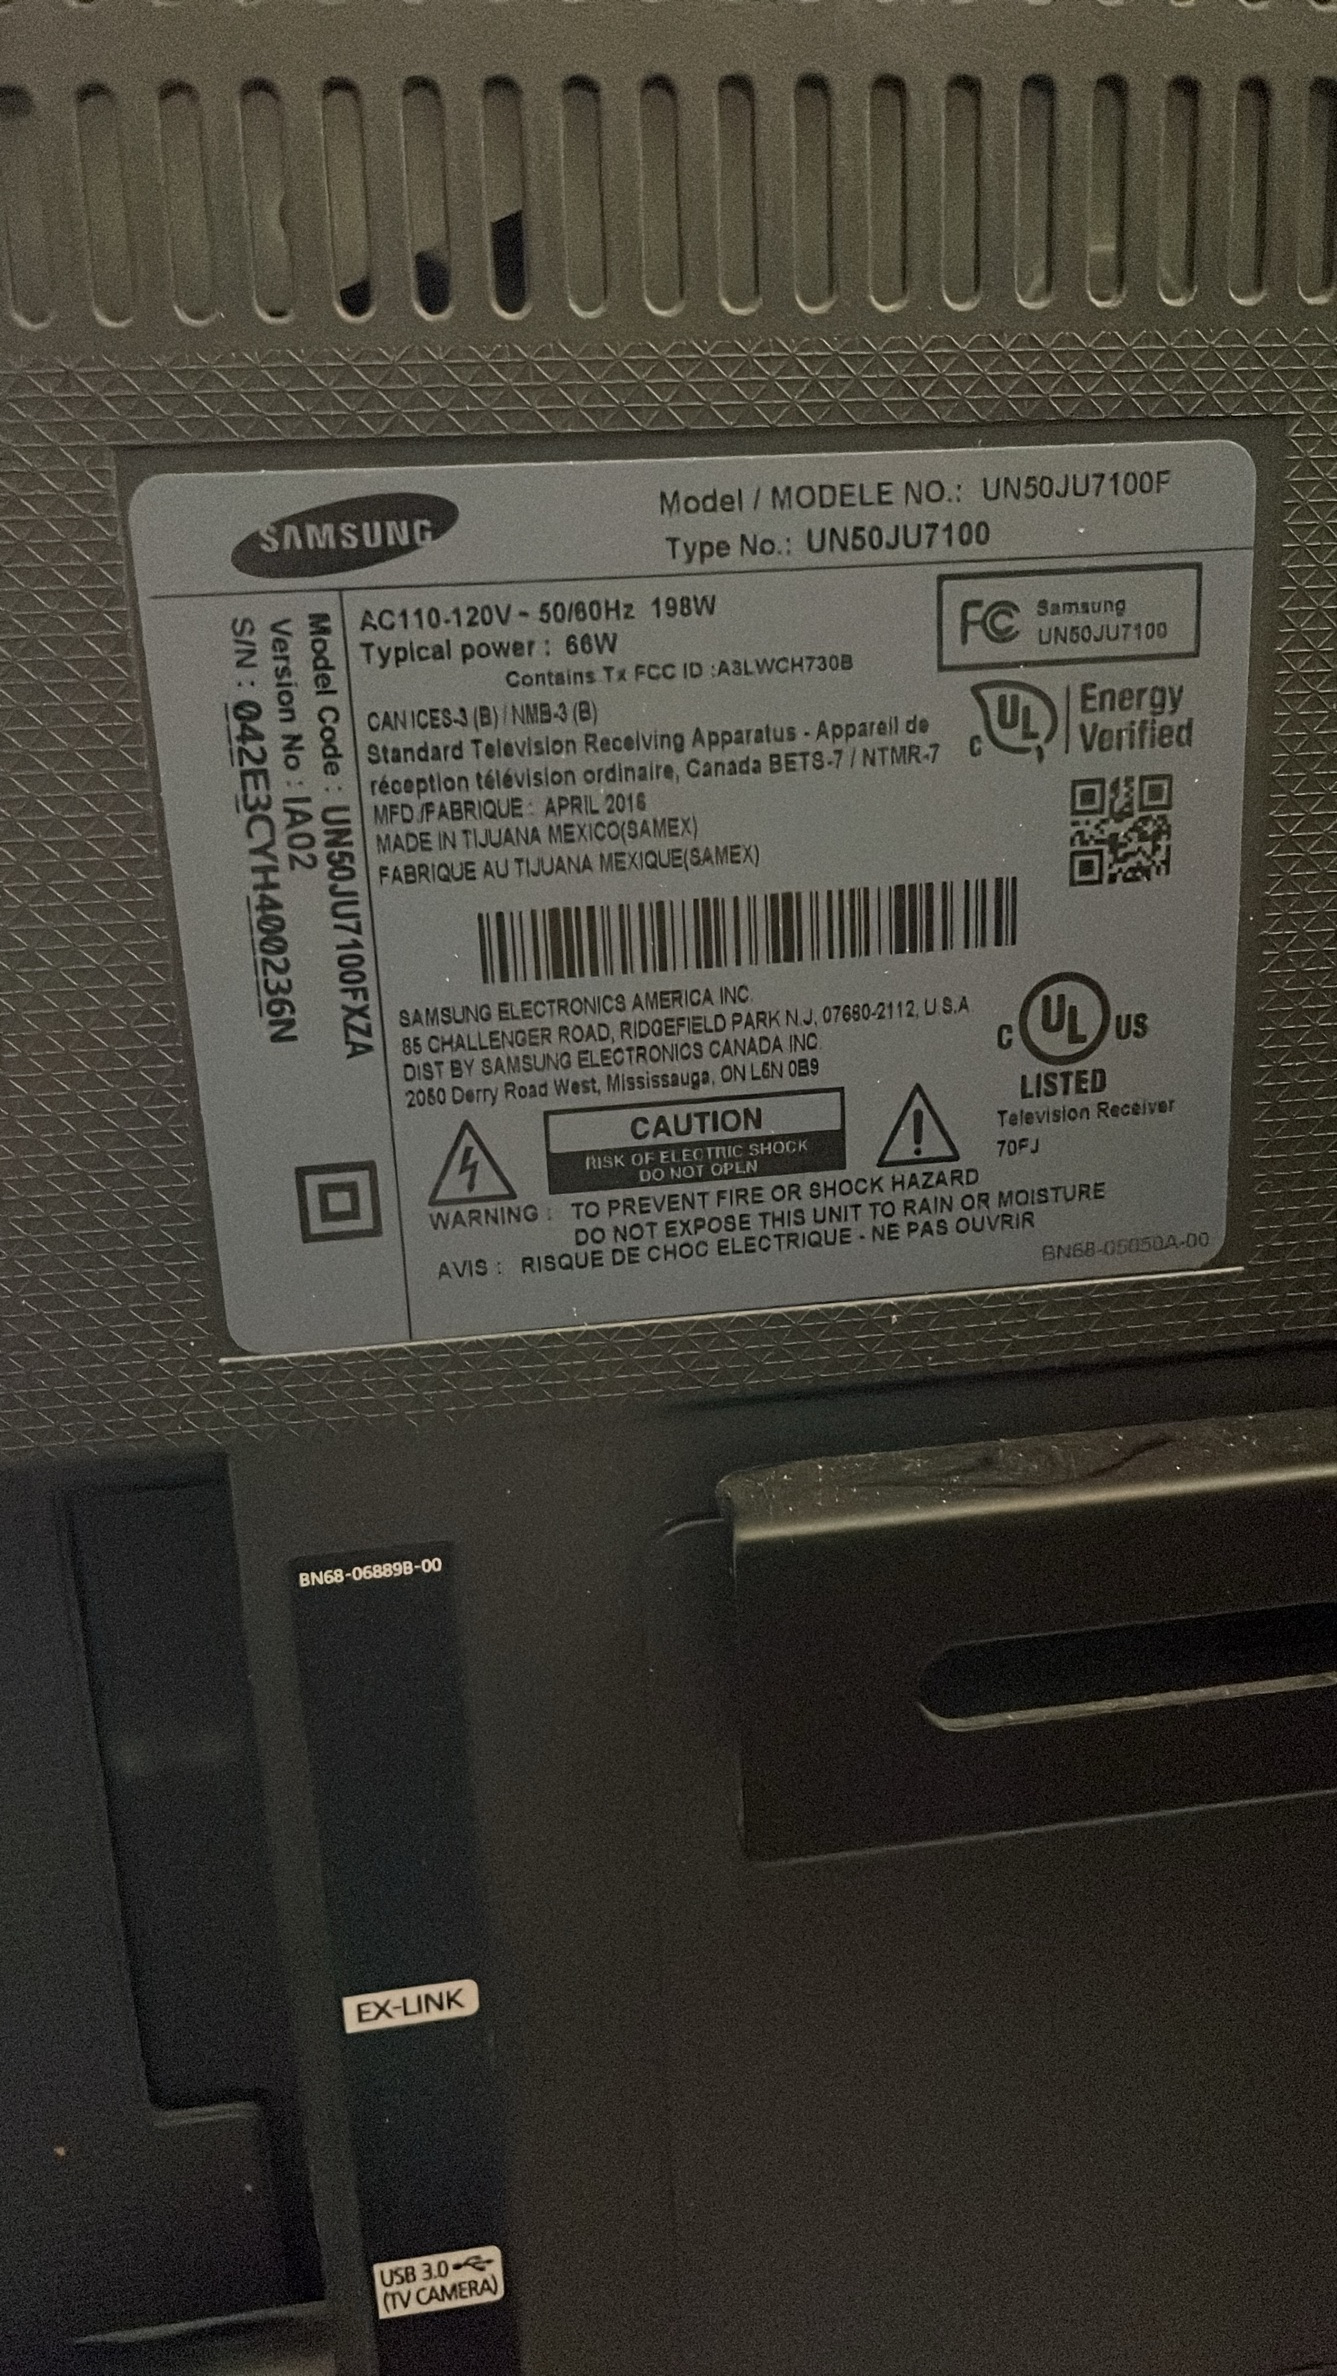 SAMSUNG
Model / MODELE NO.: UN50JU7100F
Type No.: UN50JU7100
Model Code : UN50JU7100FXZA
Version No : IA02
S/N : 042E3CYH400236N
AC110-120V~ 50/60Hz 198W
Typical power : 66W
Contains Tx FCC ID :A3LWCH730B
FC Samsung
UN50JU7100
CAN ICES-3 (B) / NMB-3 (B)
Standard Television Receiving Apparatus - Appareil de
réception télévision ordinaire, Canada BETS-7 / NTMR-7
C UL Energy
Verified
MFD./FABRIQUE : APRIL 2016
MADE IN TIJUANA MEXICO(SAMEX)
FABRIQUE AU TIJUANA MEXIQUE(SAMEX)
SAMSUNG ELECTRONICS AMERICA INC.
85 CHALLENGER ROAD, RIDGEFIELD PARK N.J, 07660-2112, U.S.A
DIST BY SAMSUNG ELECTRONICS CANADA INC.
2050 Derry Road West, Mississauga, ON L5N 0B9
C UL US
LISTED
Television Receiver
70FJ
CAUTION
RISK OF ELECTRIC SHOCK
DO NOT OPEN
WARNING : TO PREVENT FIRE OR SHOCK HAZARD
DO NOT EXPOSE THIS UNIT TO RAIN OR MOISTURE
AVIS : RISQUE DE CHOC ELECTRIQUE - NE PAS OUVRIR
BN68-05050A-00
BN68-06889B-00
EX-LINK
USB 3.0
(TV CAMERA)